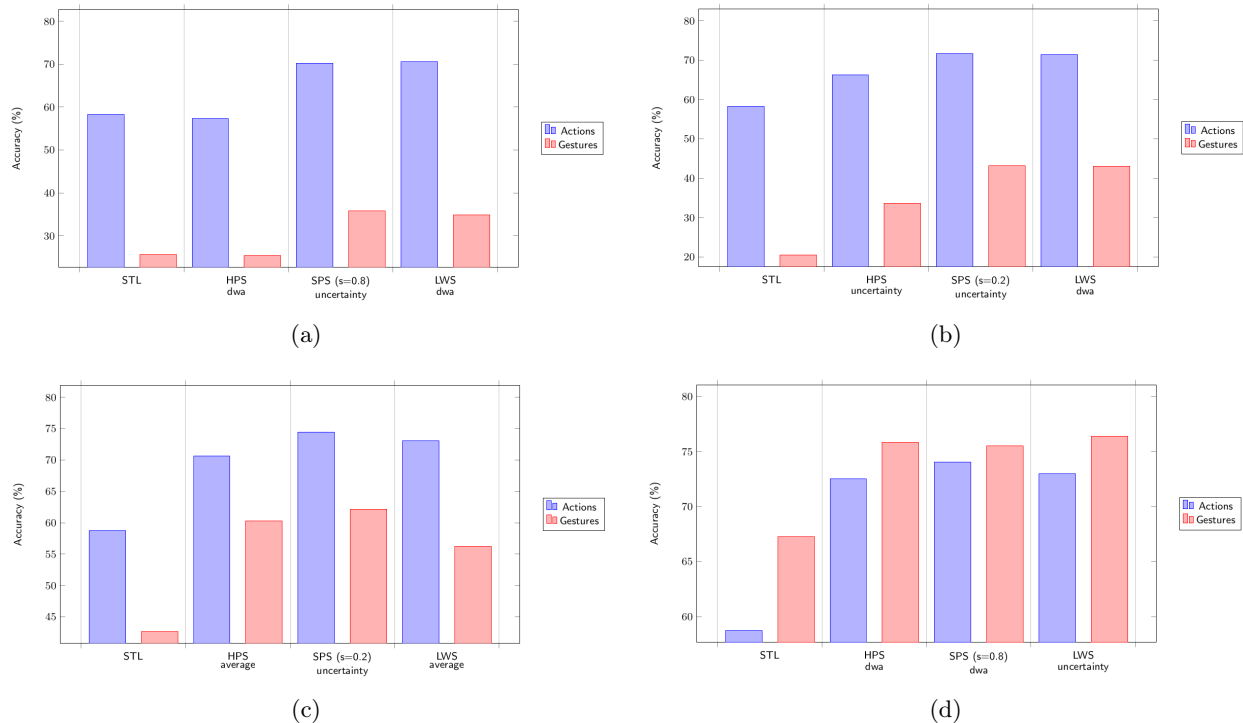 80
70
60
50
40
30
Accuracy (%)
STL
HPS
dwa
SPS (s=0.8)
uncertainty
LWS
dwa
Actions
Gestures
(a)
80
70
60
50
40
30
20
Accuracy (%)
STL
HPS
uncertainty
SPS (s=0.2)
uncertainty
LWS
dwa
Actions
Gestures
(b)
80
75
70
65
60
55
50
45
Accuracy (%)
STL
HPS
average
SPS (s=0.2)
uncertainty
LWS
average
Actions
Gestures
(c)
80
75
70
65
60
Accuracy (%)
STL
HPS
dwa
SPS (s=0.8)
dwa
LWS
uncertainty
Actions
Gestures
(d)